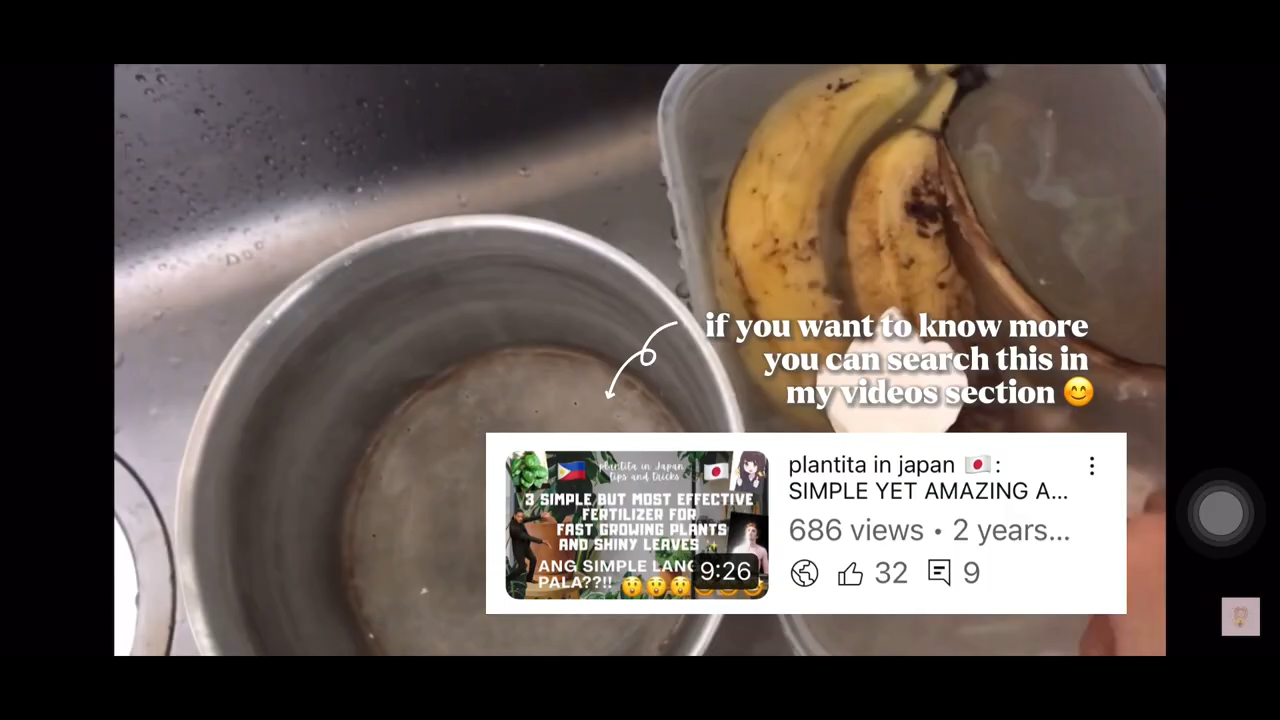 if you want to know more
you can search this in
my videos section 😊
plantita in Japan
tips and tricks
3 SIMPLE BUT MOST EFFECTIVE
FERTILIZER FOR
FAST GROWING PLANTS
AND SHINY LEAVES
ANG SIMPLE LANG
PALA??!! 😲😲😲
9:26
plantita in japan 🇯🇵:
SIMPLE YET AMAZING A...
686 views • 2 years...
32 9